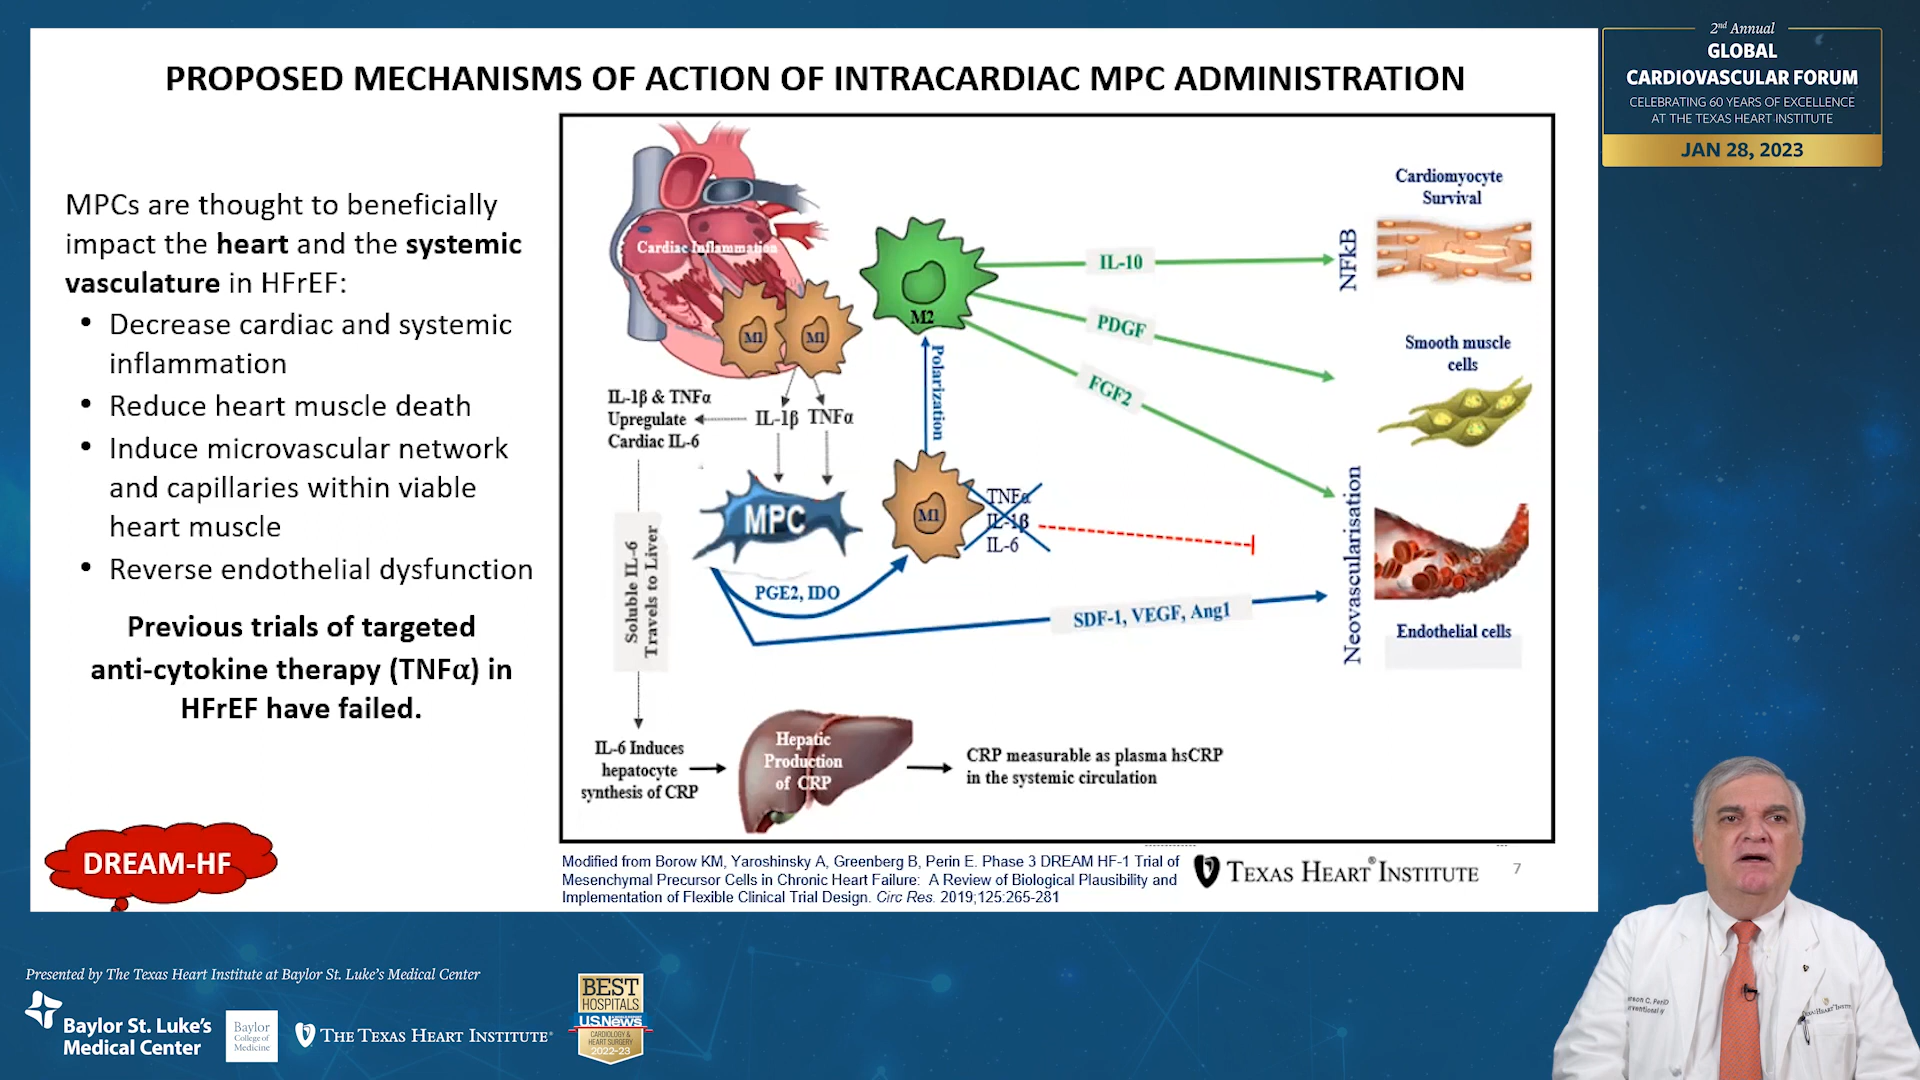 PROPOSED MECHANISMS OF ACTION OF INTRACARDIAC MPC ADMINISTRATION
MPCs are thought to beneficially
impact the heart and the systemic
vasculature in HFrEF:
• Decrease cardiac and systemic
inflammation
• Reduce heart muscle death
• Induce microvascular network
and capillaries within viable
heart muscle
• Reverse endothelial dysfunction
Previous trials of targeted
anti-cytokine therapy (TNFα) in
HFrEF have failed.
DREAM-HF
Cardiac Inflammation
M1
M1
IL-1β & TNFα
Upregulate
Cardiac IL-6
IL-1β TNFα
MPC
PGE2, IDO
M2
Polarization
M1
TNFα
IL-1β
IL-6
IL-10
PDGF
FGF2
SDF-1, VEGF, Ang1
NFkB
Cardiomyocyte
Survival
Smooth muscle
cells
Neovascularisation
Endothelial cells
Soluble IL-6
Travels to Liver
IL-6 Induces
hepatocyte
synthesis of CRP
Hepatic
Production
of CRP
CRP measurable as plasma hsCRP
in the systemic circulation
Modified from Borow KM, Yaroshinsky A, Greenberg B, Perin E. Phase 3 DREAM HF-1 Trial of
Mesenchymal Precursor Cells in Chronic Heart Failure: A Review of Biological Plausibility and
Implementation of Flexible Clinical Trial Design. Circ Res. 2019;125:265-281
TEXAS HEART® INSTITUTE
7
2nd Annual
GLOBAL
CARDIOVASCULAR FORUM
CELEBRATING 60 YEARS OF EXCELLENCE
AT THE TEXAS HEART INSTITUTE
JAN 28, 2023
Presented by The Texas Heart Institute at Baylor St. Luke's Medical Center
Baylor St. Luke's
Medical Center
Baylor
College of
Medicine
THE TEXAS HEART INSTITUTE®
BEST
HOSPITALS
U.S.News
CARDIOLOGY &
HEART SURGERY
2022-23